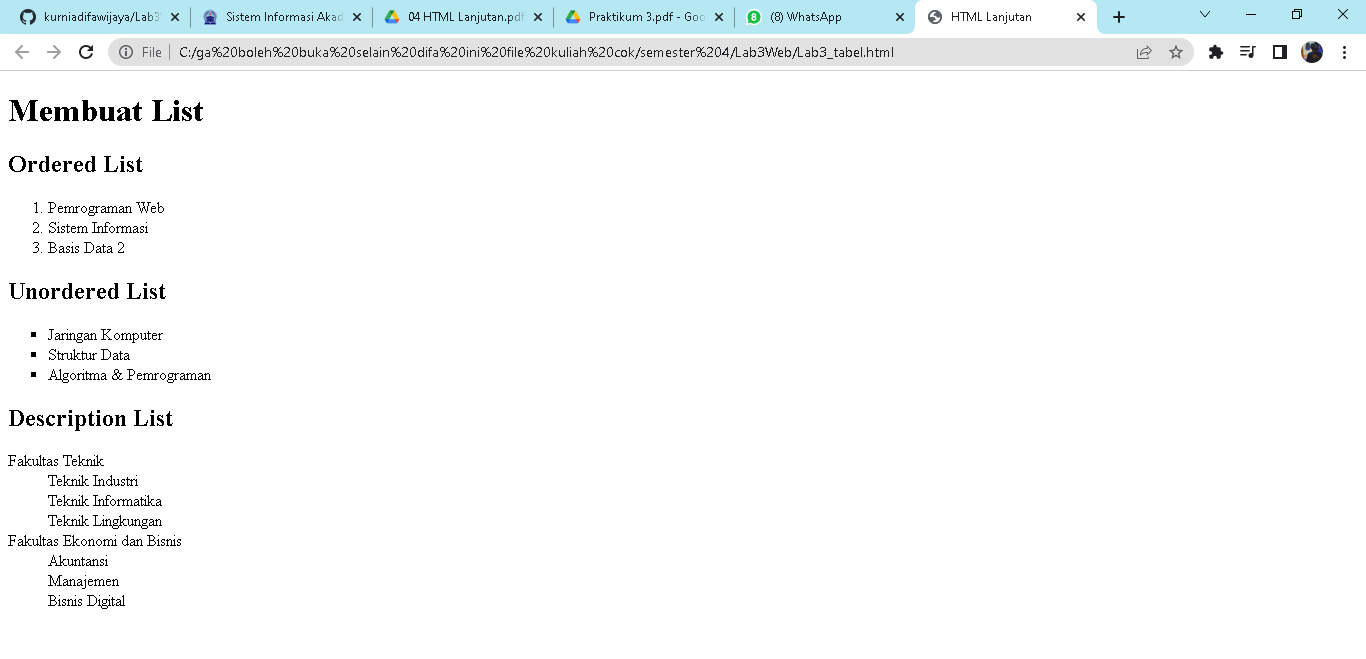 kurniadifawijaya/Lab3
Sistem Informasi Akad
04 HTML Lanjutan.pdf
Praktikum 3.pdf - Goo
8 (8) WhatsApp
HTML Lanjutan
File C:/ga%20boleh%20buka%20selain%20difa%20ini%20file%20kuliah%20cok/semester%204/Lab3Web/Lab3_tabel.html
Membuat List
Ordered List
1. Pemrograman Web
2. Sistem Informasi
3. Basis Data 2
Unordered List
▪ Jaringan Komputer
▪ Struktur Data
▪ Algoritma & Pemrograman
Description List
Fakultas Teknik
Teknik Industri
Teknik Informatika
Teknik Lingkungan
Fakultas Ekonomi dan Bisnis
Akuntansi
Manajemen
Bisnis Digital